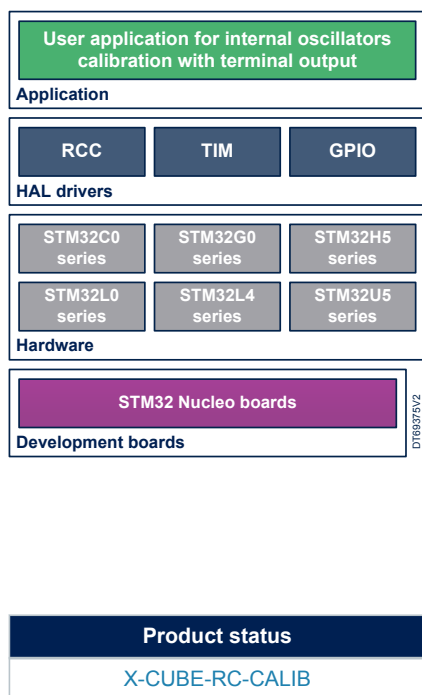 User application for internal oscillators
calibration with terminal output
Application
RCC TIM GPIO
HAL drivers
STM32C0 STM32G0 STM32H5
series series series
STM32L0 STM32L4 STM32U5
series series series
Hardware
STM32 Nucleo boards
Development boards
DT69375V2
Product status
X-CUBE-RC-CALIB